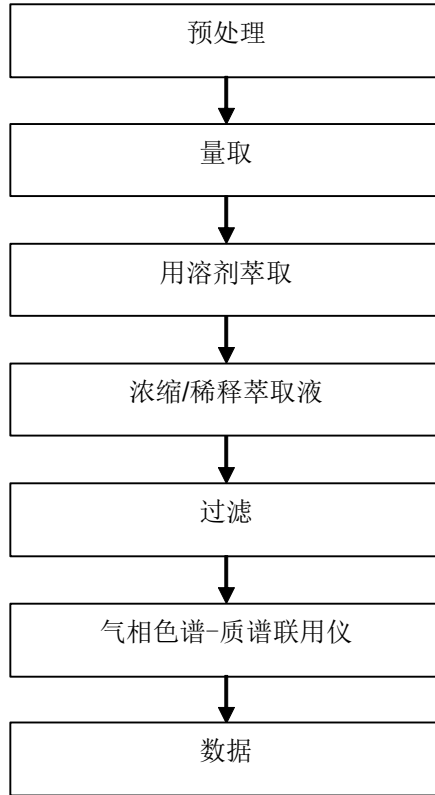 预处理
量取
用溶剂萃取
浓缩/稀释萃取液
过滤
气相色谱-质谱联用仪
数据